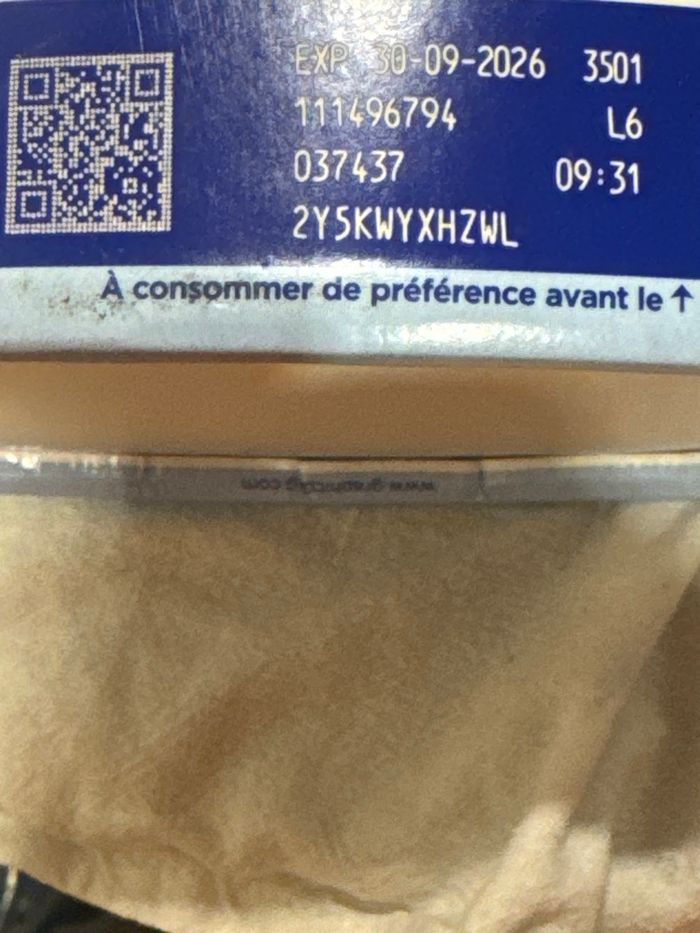 EXP 30-09-2026 3501
111496794 L6
037437 09:31
2Y5KWYXHZWL
À consommer de préférence avant le ↑